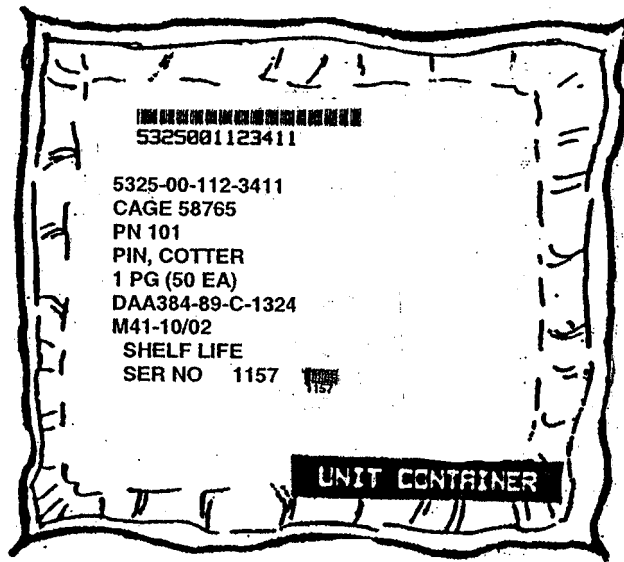 5325001123411
5325-00-112-3411
CAGE 58765
PN 101
PIN, COTTER
1 PG (50 EA)
DAA384-89-C-1324
M41-10/02
SHELF LIFE
SER NO 1157
1157
UNIT CONTAINER